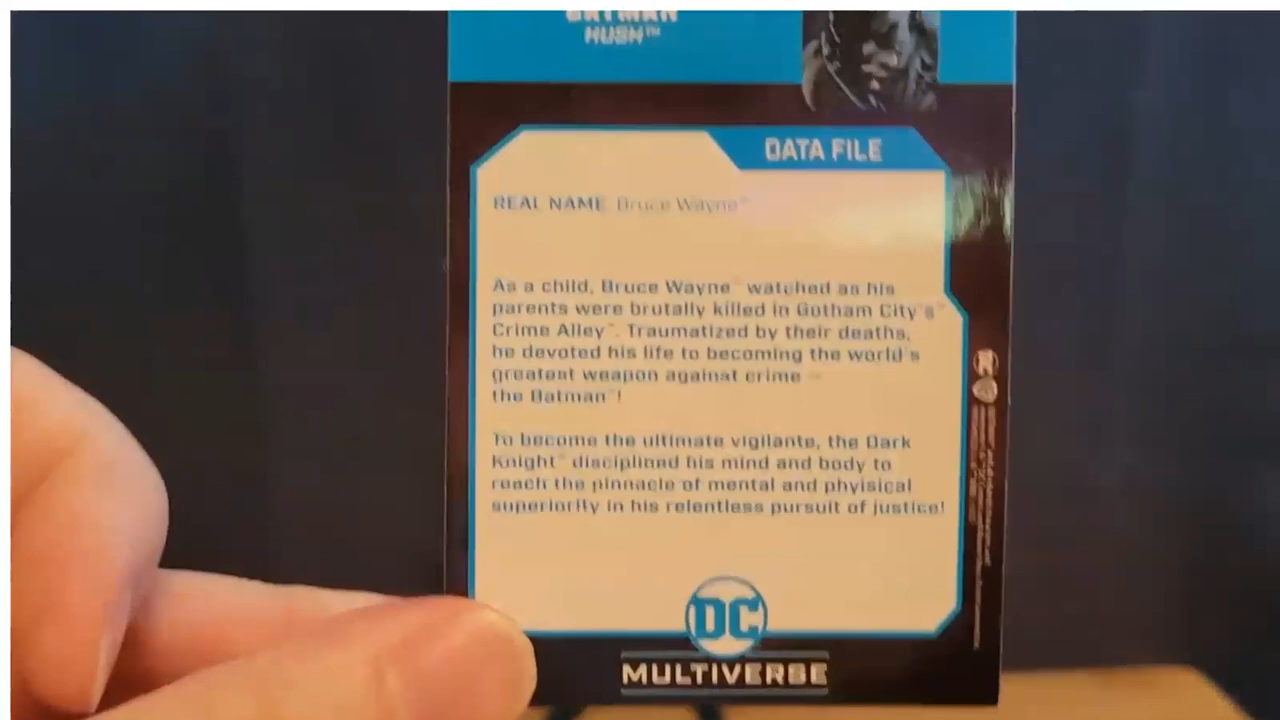 BATMAN
HUSH™
DATA FILE
REAL NAME Bruce Wayne™
As a child, Bruce Wayne™ watched as his
parents were brutally killed in Gotham City's™
Crime Alley™. Traumatized by their deaths,
he devoted his life to becoming the world's
greatest weapon against crime –
the Batman™!
To become the ultimate vigilante, the Dark
Knight™ disciplined his mind and body to
reach the pinnacle of mental and phyisical
superiority in his relentless pursuit of justice!
DC
MULTIVERSE
DC